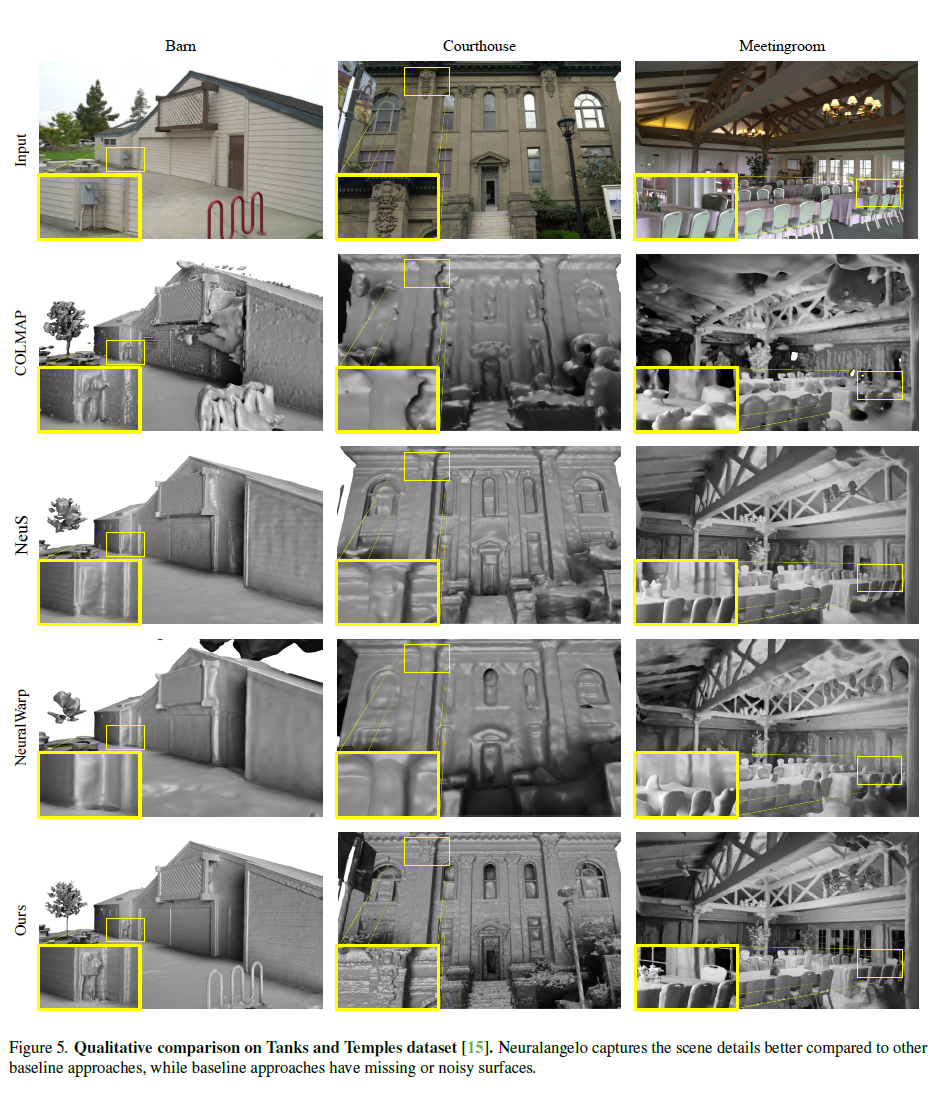 Barn
Courthouse
Meetingroom
Input
COLMAP
NeuS
NeuralWarp
Ours
Figure 5. Qualitative comparison on Tanks and Temples dataset [15]. Neuralangelo captures the scene details better compared to other
baseline approaches, while baseline approaches have missing or noisy surfaces.